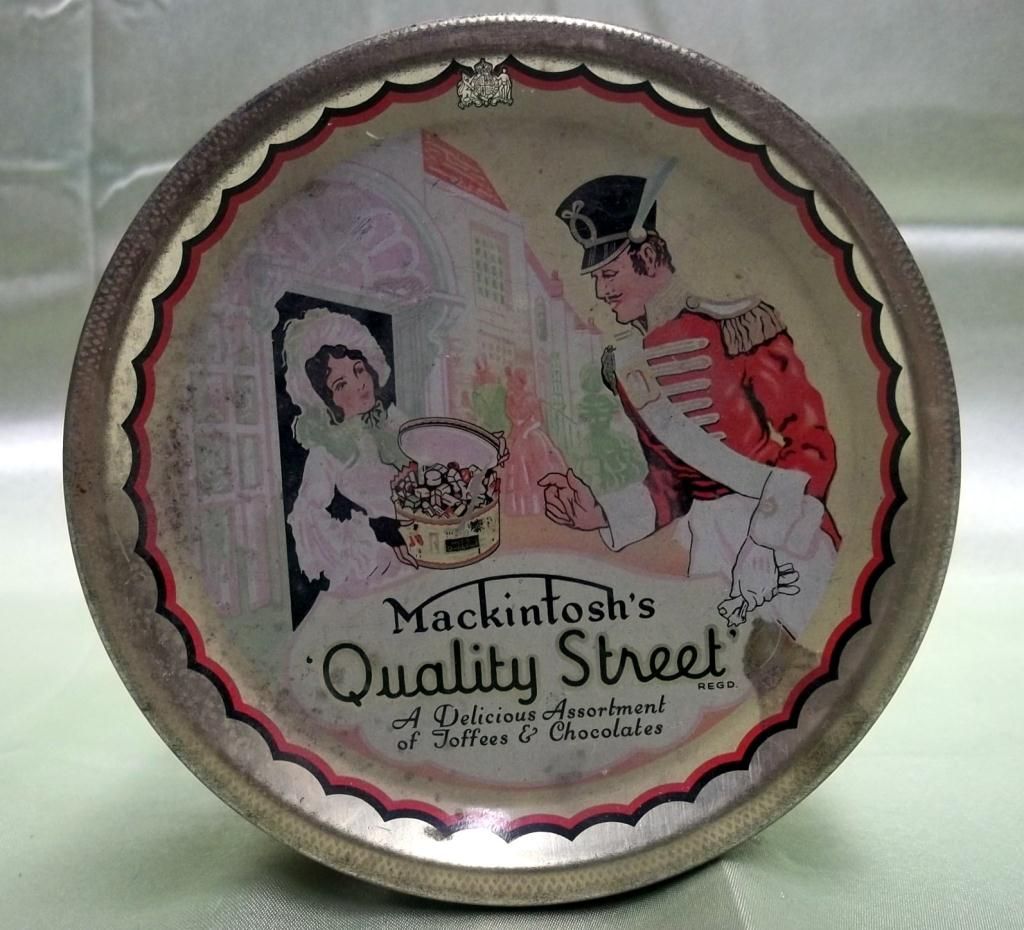 Mackintosh's
'Quality Street'
REGD.
A Delicious Assortment
of Toffees & Chocolates